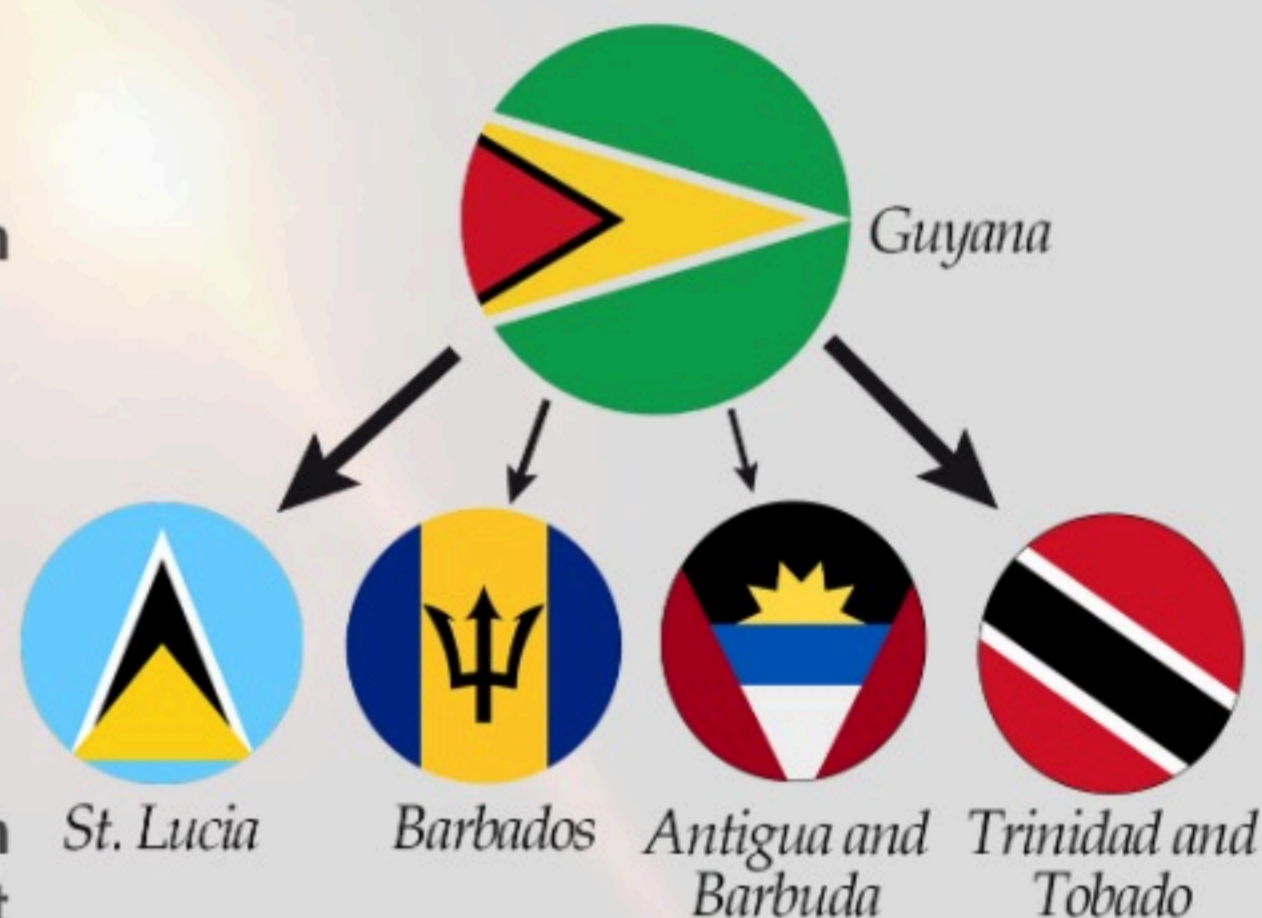 n
Guyana
n
St. Lucia
Barbados
Antigua and
Barbuda
Trinidad and
Tobado
t